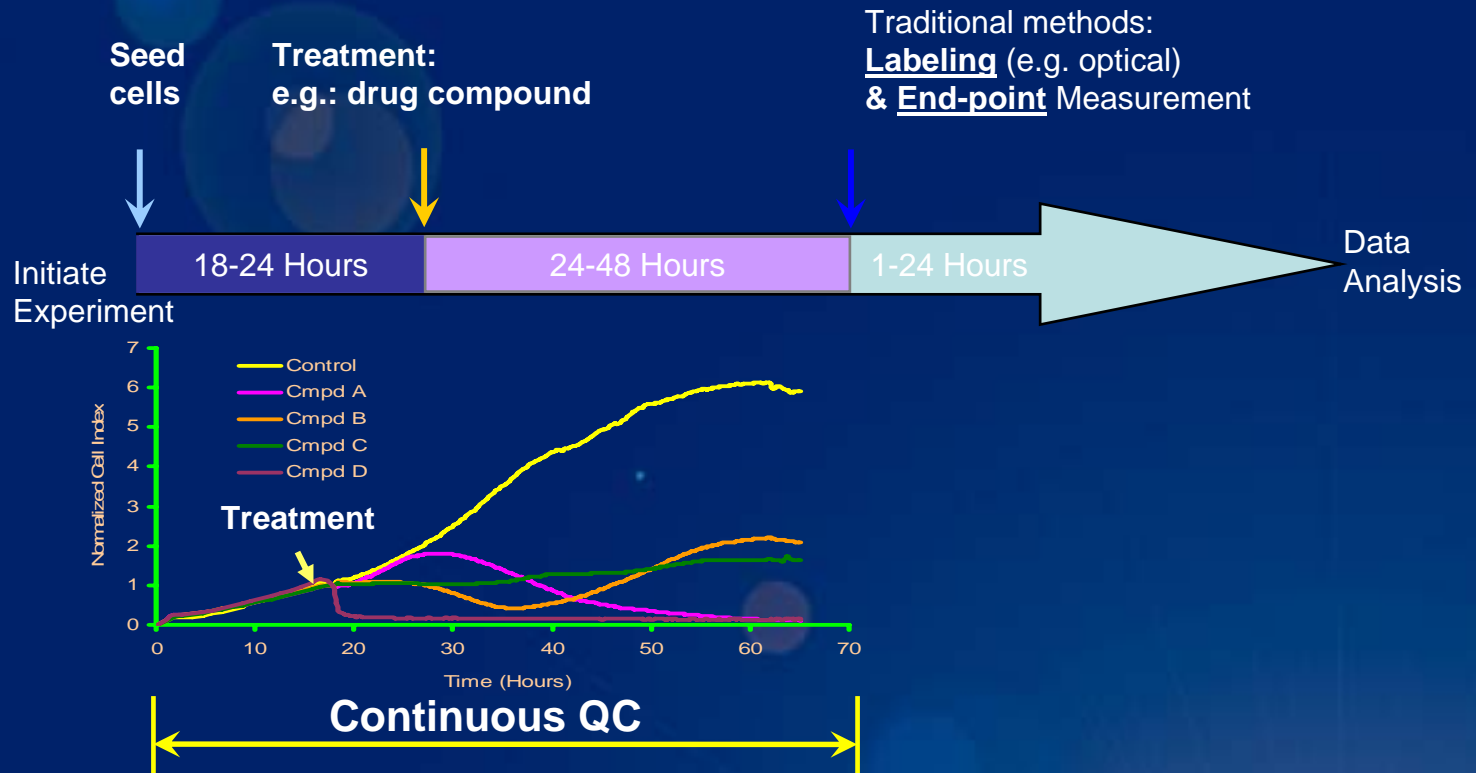 Seed
cells
Treatment:
e.g.: drug compound
Traditional methods:
Labeling (e.g. optical)
& End-point Measurement
Initiate
Experiment
18-24 Hours
24-48 Hours
1-24 Hours
Data
Analysis
7
6
5
4
3
2
1
0
Normalized Cell Index
Control
Cmpd A
Cmpd B
Cmpd C
Cmpd D
Treatment
0 10 20 30 40 50 60 70
Time (Hours)
Continuous QC